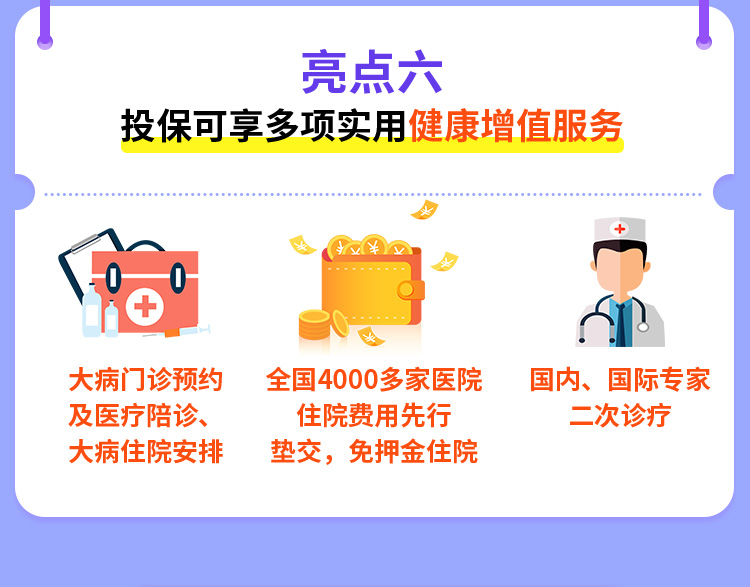 亮点六
投保可享多项实用健康增值服务
大病门诊预约
及医疗陪诊、
大病住院安排
全国4000多家医院
住院费用先行
垫交，免押金住院
国内、国际专家
二次诊疗